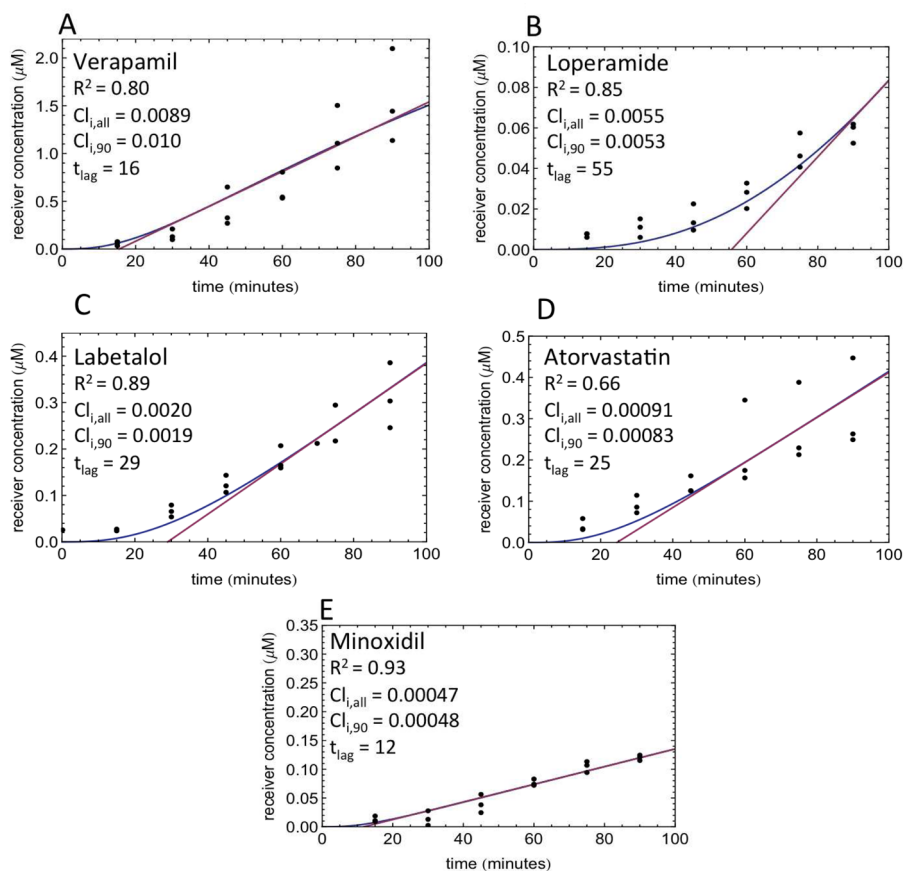 A
Verapamil
R² = 0.80
Cl_i,all = 0.0089
Cl_i,90 = 0.010
t_lag = 16
receiver concentration (μM)
2.0
1.5
1.0
0.5
0.0
0 20 40 60 80 100
time (minutes)
B
Loperamide
R² = 0.85
Cl_i,all = 0.0055
Cl_i,90 = 0.0053
t_lag = 55
receiver concentration (μM)
0.10
0.08
0.06
0.04
0.02
0.00
0 20 40 60 80 100
time (minutes)
C
Labetalol
R² = 0.89
Cl_i,all = 0.0020
Cl_i,90 = 0.0019
t_lag = 29
receiver concentration (μM)
0.4
0.3
0.2
0.1
0.0
0 20 40 60 80 100
time (minutes)
D
Atorvastatin
R² = 0.66
Cl_i,all = 0.00091
Cl_i,90 = 0.00083
t_lag = 25
receiver concentration (μM)
0.5
0.4
0.3
0.2
0.1
0.0
0 20 40 60 80 100
time (minutes)
E
Minoxidil
R² = 0.93
Cl_i,all = 0.00047
Cl_i,90 = 0.00048
t_lag = 12
receiver concentration (μM)
0.35
0.30
0.25
0.20
0.15
0.10
0.05
0.00
0 20 40 60 80 100
time (minutes)